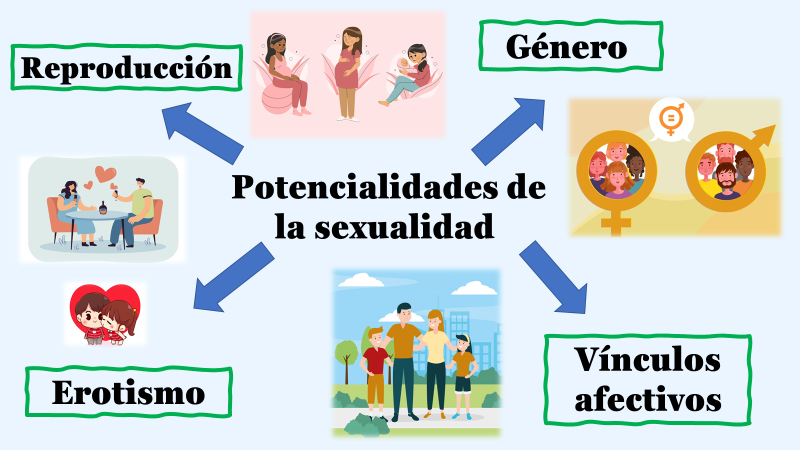 Reproducción
Género
Potencialidades de
la sexualidad
Erotismo
Vínculos
afectivos